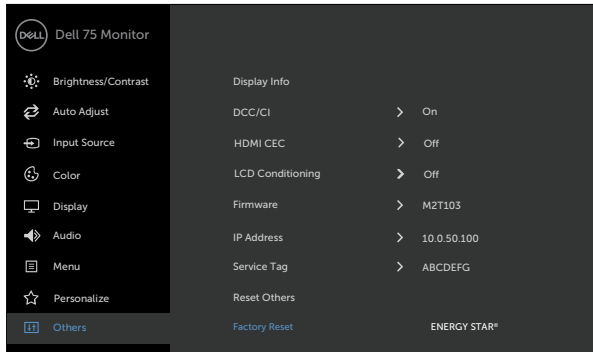 DELL Dell 75 Monitor
Brightness/Contrast Display Info
Auto Adjust DCC/CI On
Input Source HDMI CEC Off
Color LCD Conditioning Off
Display Firmware M2T103
Audio IP Address 10.0.50.100
Menu Service Tag ABCDEFG
Personalize Reset Others
Others Factory Reset ENERGY STAR®